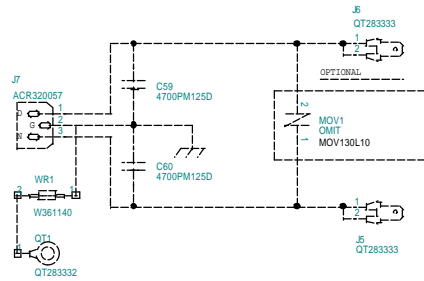 J6
QT283333
1
2
OPTIONAL
J7
ACR320057
1
2
3
G
N
C59
4700PM125D
2
MOV1
OMIT
MOV130L10
1
C60
4700PM125D
WR1
2
1
W361140
QT1
1
QT283332
1
2
J5
QT283333